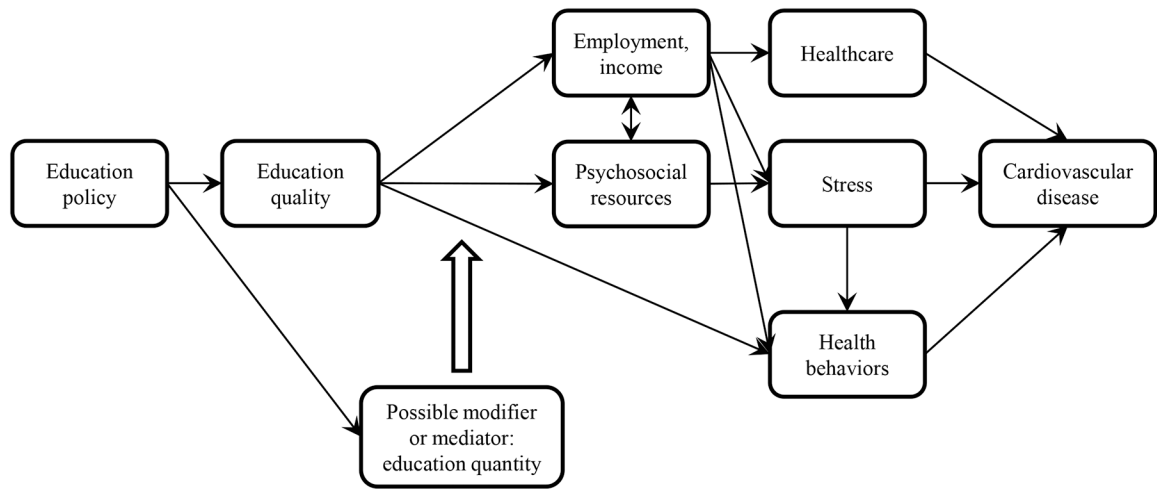 Employment,
income
Healthcare
Education
policy
Education
quality
Psychosocial
resources
Stress
Cardiovascular
disease
Health
behaviors
Possible modifier
or mediator:
education quantity